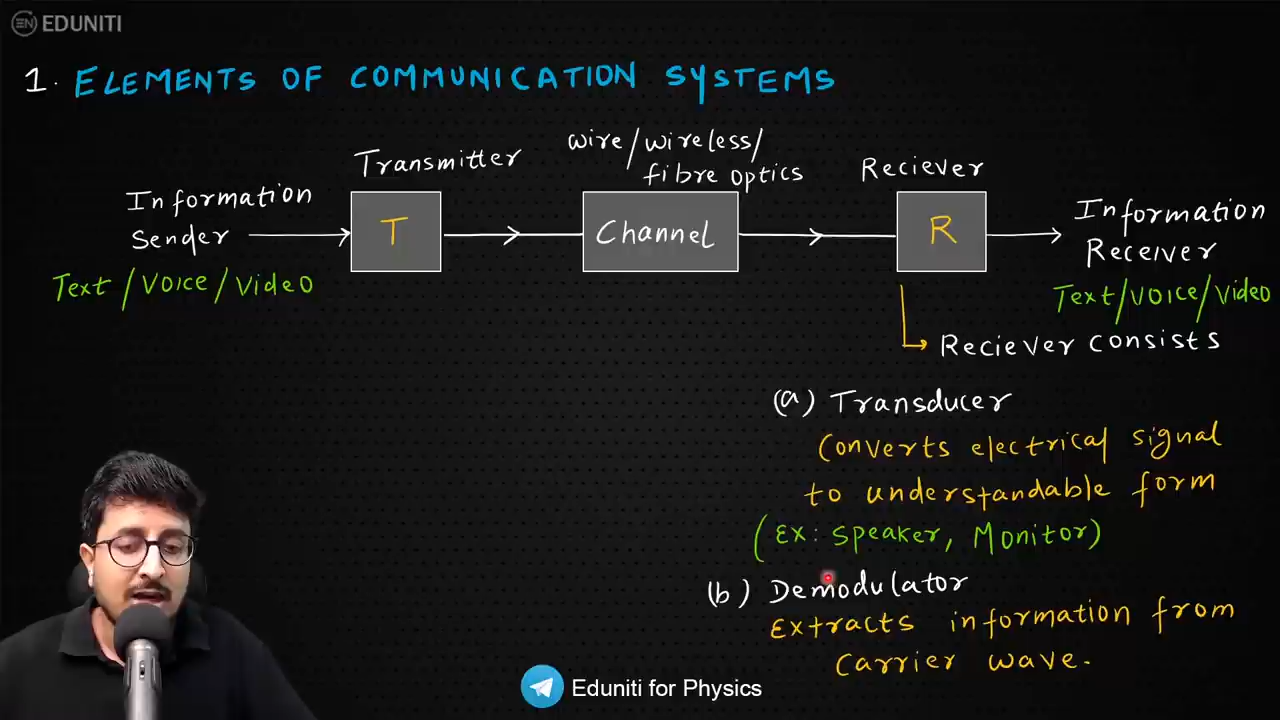 EDUNITI
1. ELEMENTS OF COMMUNICATION SYSTEMS
Transmitter
wire/wireless/
fibre optics
Reciever
Information
Sender
Text/Voice/Video
T
Channel
R
Information
Receiver
Text/Voice/Video
Reciever consists
(a) Transducer
Converts electrical signal
to understandable form
(Ex: Speaker, Monitor)
(b) Demodulator
Extracts information from
carrier wave.
Eduniti for Physics